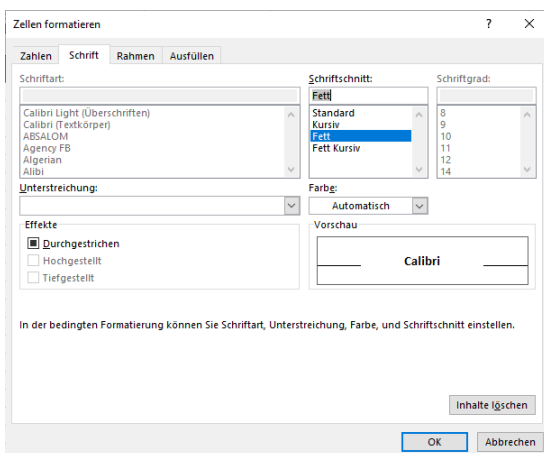 Zellen formatieren ? ×
Zahlen Schrift Rahmen Ausfüllen
Schriftart: Schriftschnitt: Schriftgrad:
Fett
Calibri Light (Überschriften) Standard 8
Calibri (Textkörper) Kursiv 9
ABSALOM Fett 10
Agency FB Fett Kursiv 11
Algerian 12
Alibi 14
Unterstreichung: Farbe:
Automatisch
Effekte Vorschau
Durchgestrichen
Hochgestellt Calibri
Tiefgestellt
In der bedingten Formatierung können Sie Schriftart, Unterstreichung, Farbe, und Schriftschnitt einstellen.
Inhalte löschen
OK Abbrechen